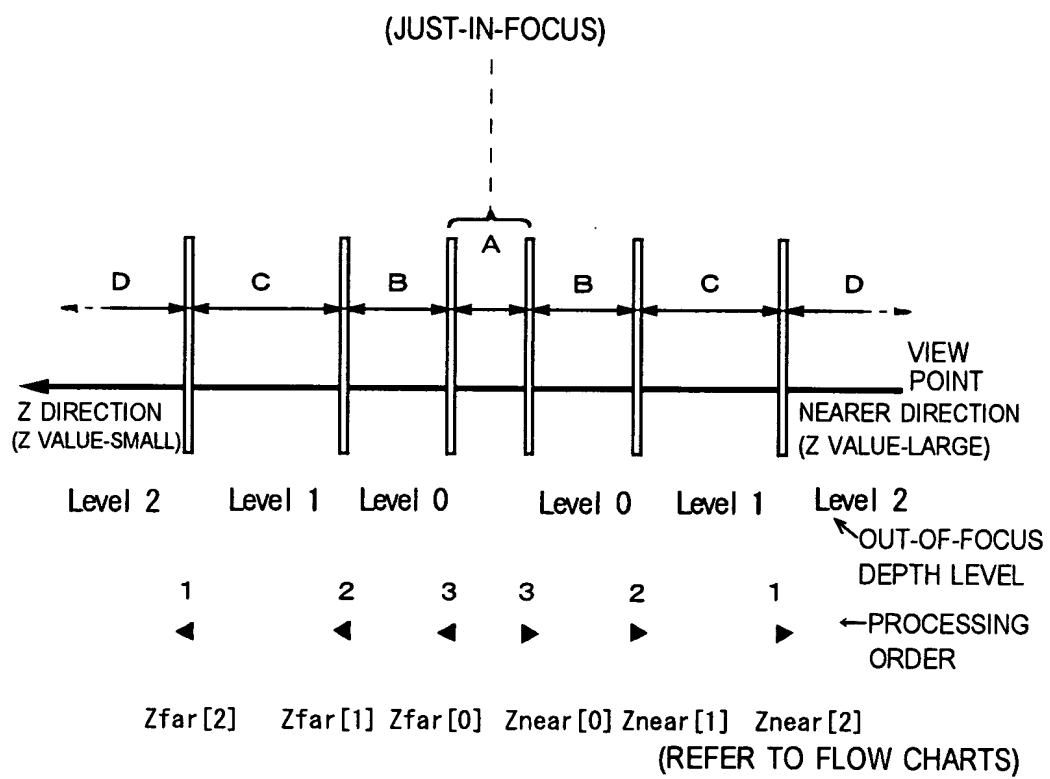 (JUST-IN-FOCUS)
A
D C B B C D
VIEW
POINT
Z DIRECTION
(Z VALUE-SMALL)
NEARER DIRECTION
(Z VALUE-LARGE)
Level 2 Level 1 Level 0 Level 0 Level 1 Level 2
OUT-OF-FOCUS
DEPTH LEVEL
1 2 3 3 2 1
PROCESSING
ORDER
Zfar[2] Zfar[1] Zfar[0] Znear[0] Znear[1] Znear[2]
(REFER TO FLOW CHARTS)